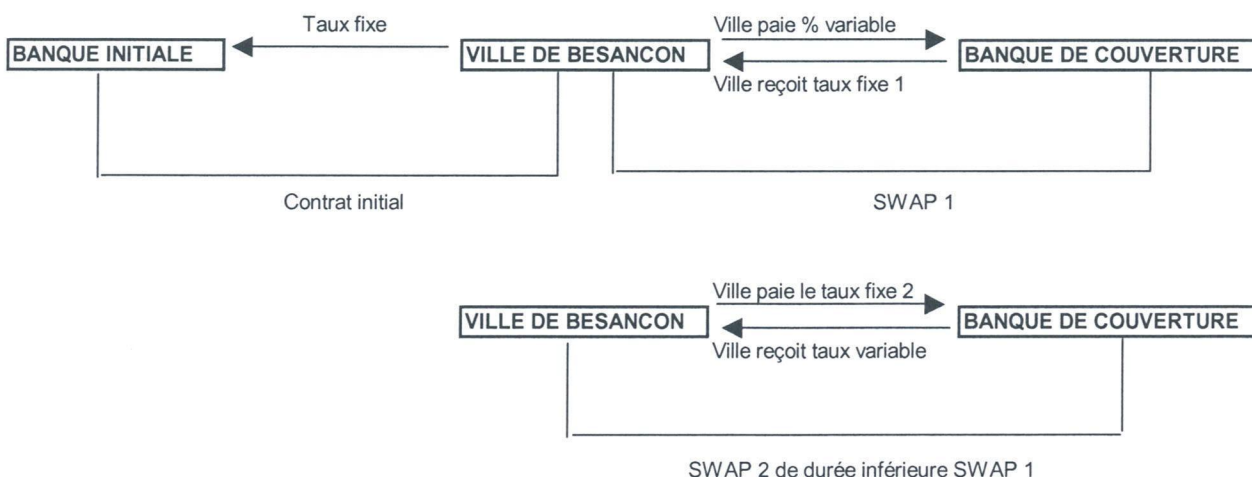 Taux fixe
Ville paie % variable
BANQUE INITIALE
VILLE DE BESANCON
BANQUE DE COUVERTURE
Ville reçoit taux fixe 1
Contrat initial
SWAP 1
Ville paie le taux fixe 2
VILLE DE BESANCON
BANQUE DE COUVERTURE
Ville reçoit taux variable
SWAP 2 de durée inférieure SWAP 1